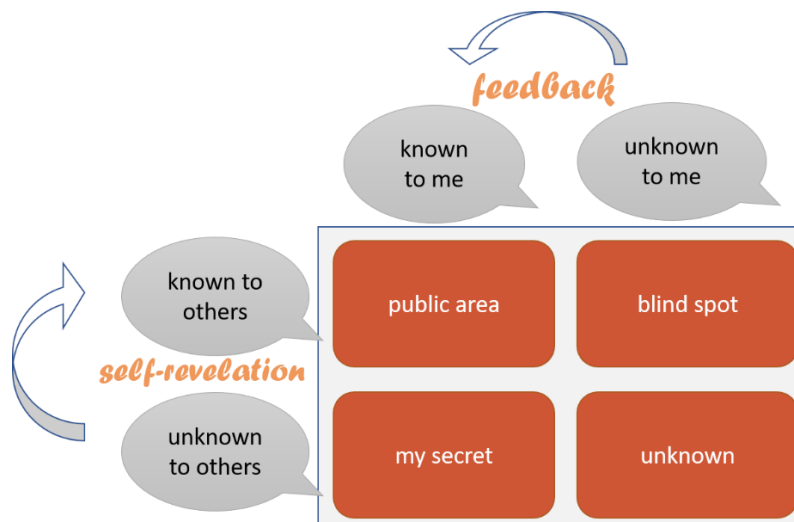 feedback
known
to me
unknown
to me
known to
others
public area
blind spot
self-revelation
unknown
to others
my secret
unknown